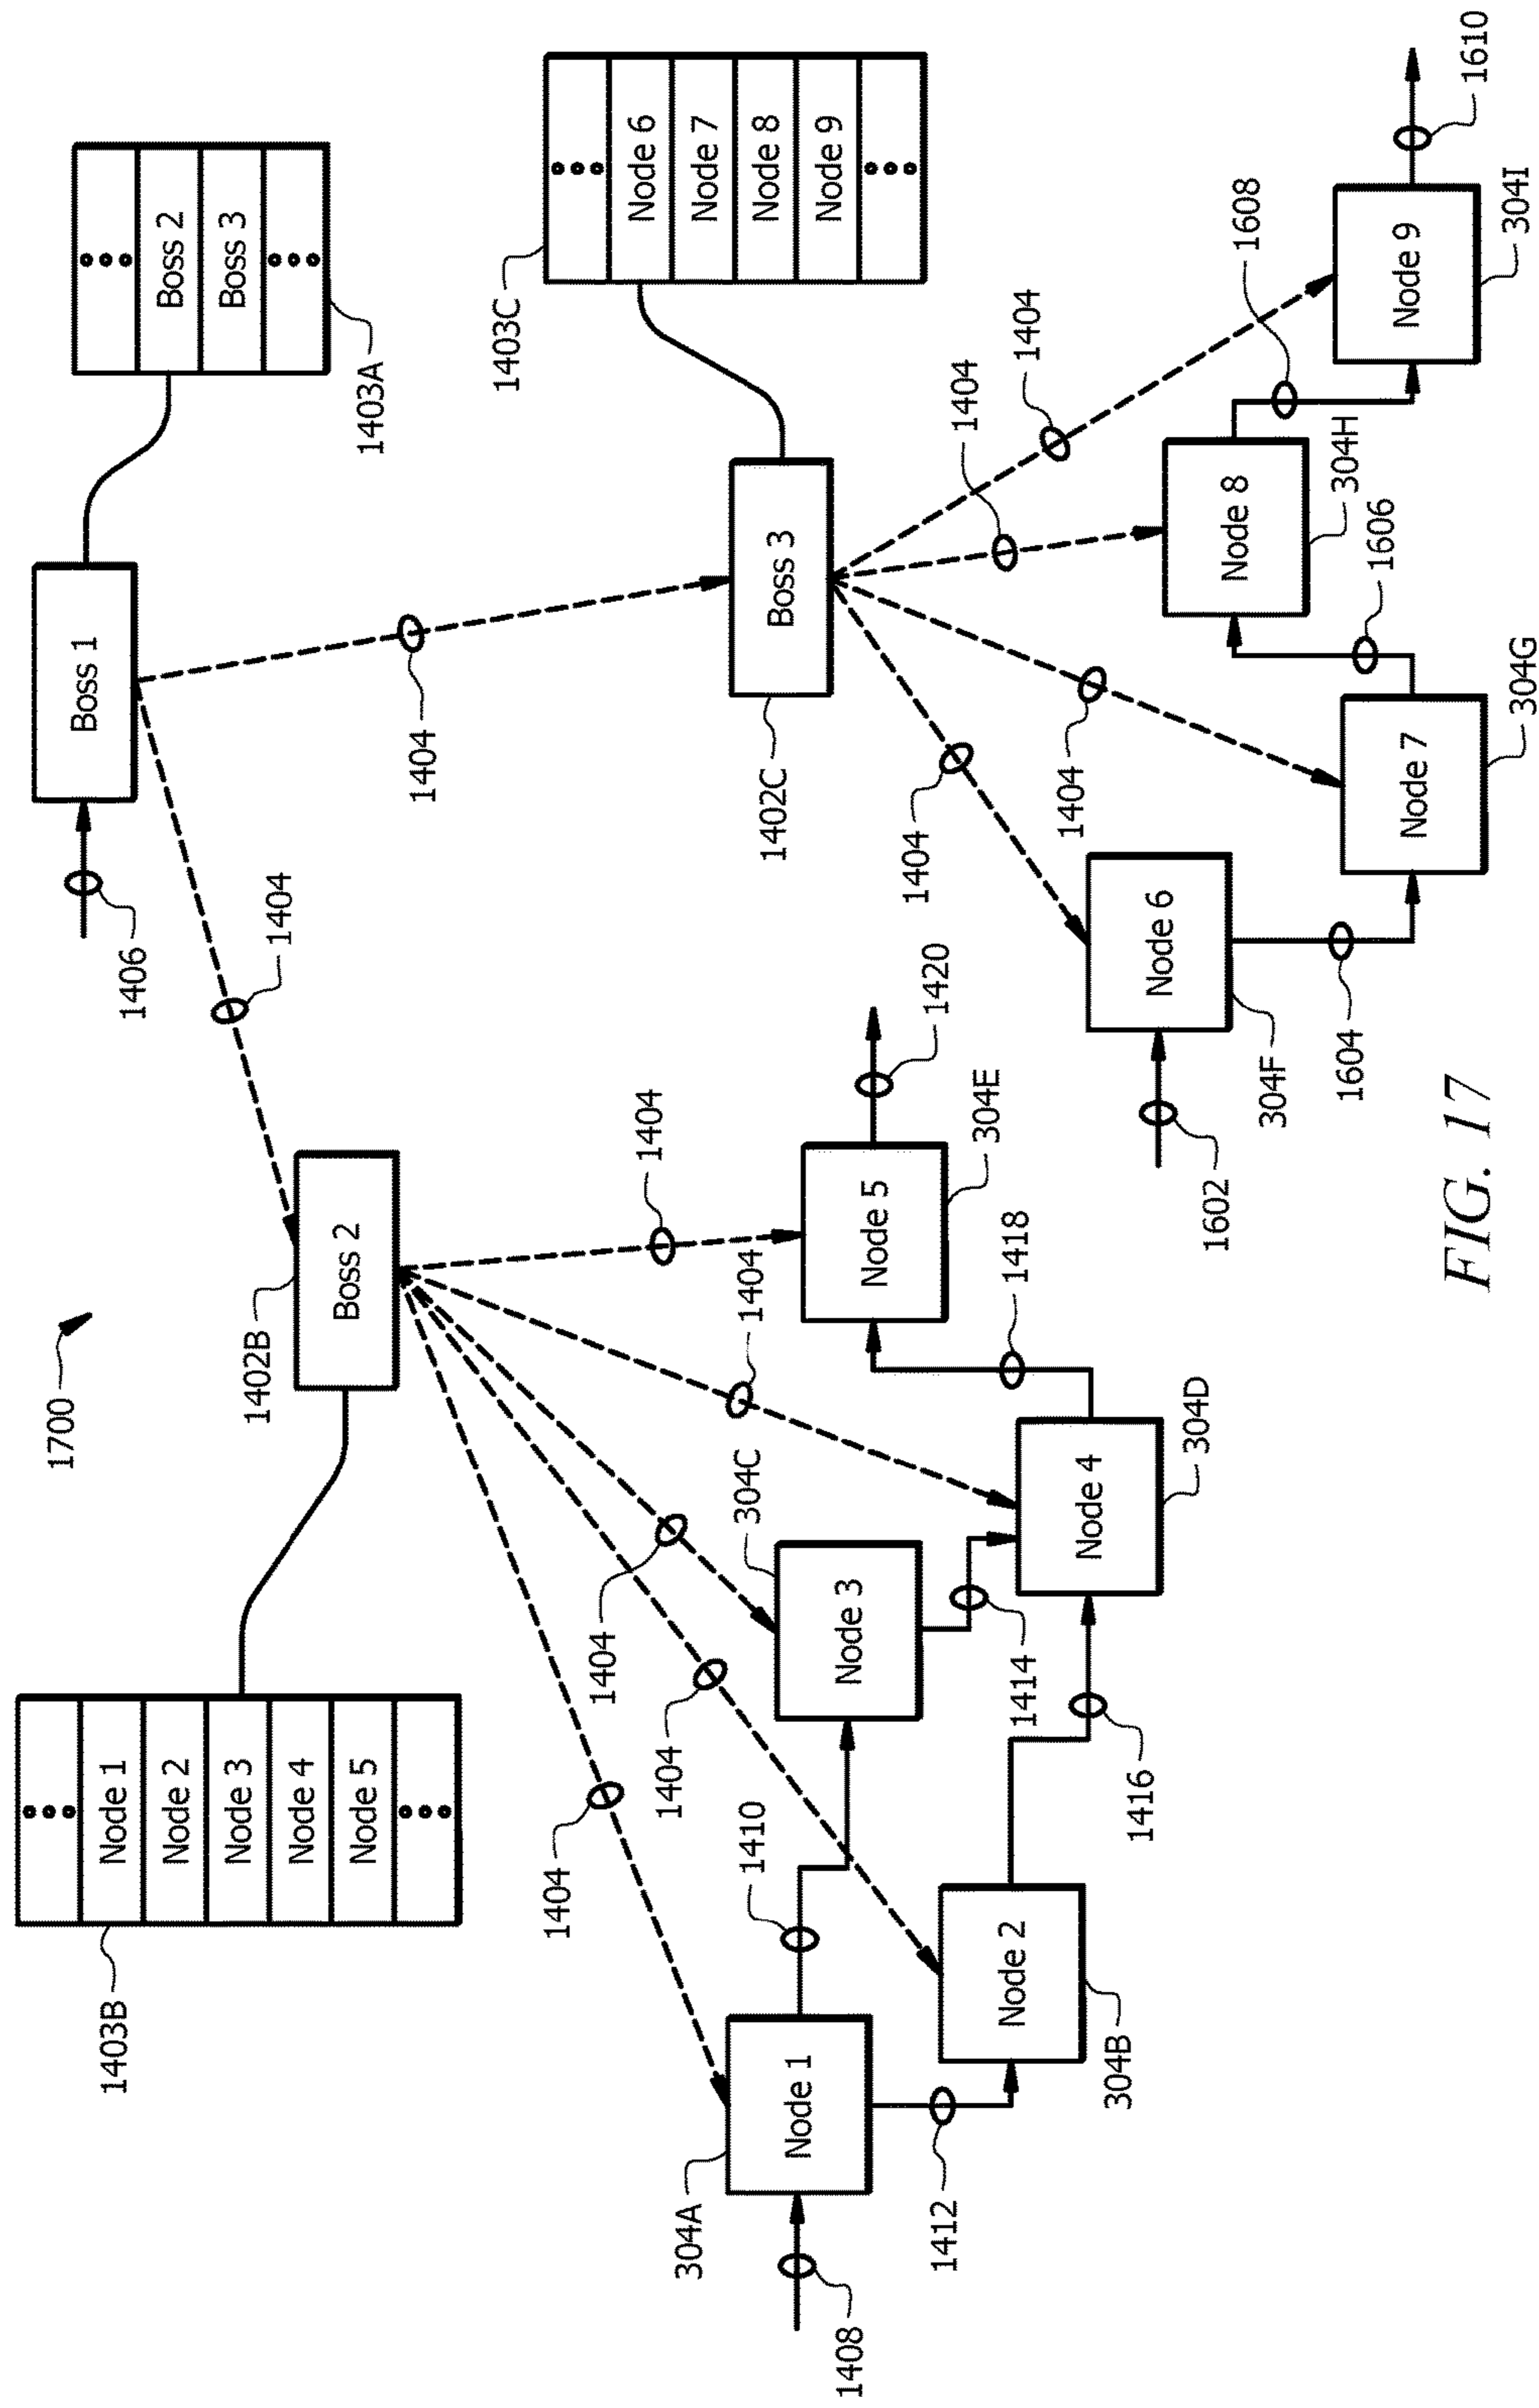 1700
1403B
Node 1
Node 2
Node 3
Node 4
Node 5
1406
Boss 1
Boss 2
Boss 3
1403A
1402B
Boss 2
1404
1404
1403C
Node 6
Node 7
Node 8
Node 9
1402C
Boss 3
1404
1404
1404
1404
1404
304A
Node 1
1408
1410
1412
304B
Node 2
304C
Node 3
1414
1416
Node 4
304D
1418
Node 5
304E
1420
1404
1404
1404
1404
1602
Node 6
304F
1604
Node 7
304G
1606
Node 8
304H
1608
Node 9
304I
1610
FIG. 17